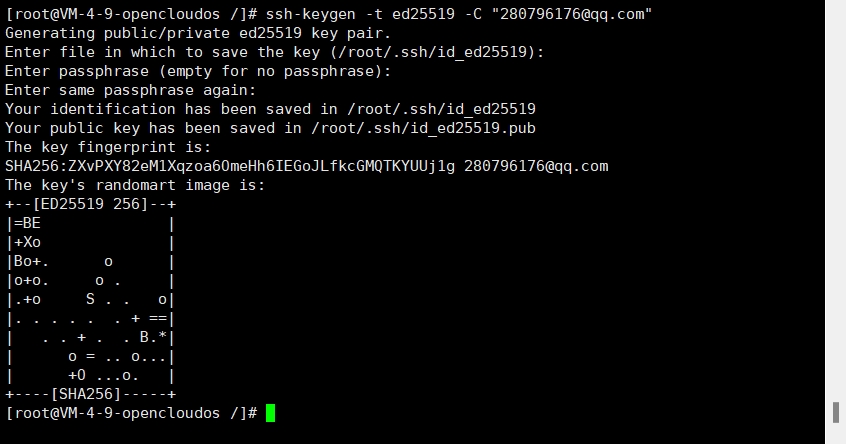 [root@VM-4-9-opencloudos /]# ssh-keygen -t ed25519 -C "280796176@qq.com"
Generating public/private ed25519 key pair.
Enter file in which to save the key (/root/.ssh/id_ed25519):
Enter passphrase (empty for no passphrase):
Enter same passphrase again:
Your identification has been saved in /root/.ssh/id_ed25519
Your public key has been saved in /root/.ssh/id_ed25519.pub
The key fingerprint is:
SHA256:ZXvPXY82eM1Xqzoa6OmeHh6IEGoJLfkcGMQTKYUUj1g 280796176@qq.com
The key's randomart image is:
+--[ED25519 256]--+
|=BE              |
|+Xo              |
|Bo+.      o      |
|o+o.     o .     |
|.+o     S . .   o|
|. . . . .  . + ==|
|   . . + .  . B.*|
|      o = .. o...|
|      +O ...o.   |
+----[SHA256]-----+
[root@VM-4-9-opencloudos /]#